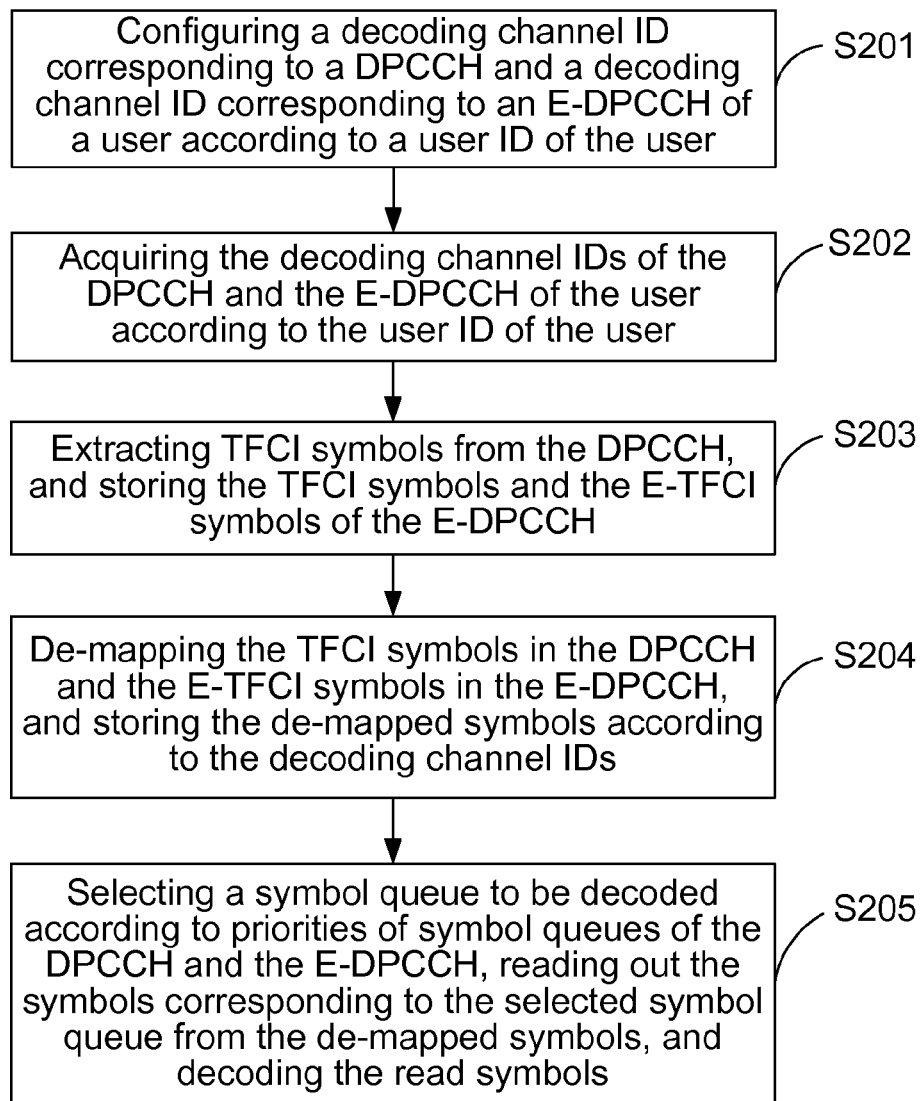 Configuring a decoding channel ID
corresponding to a DPCCH and a decoding
channel ID corresponding to an E-DPCCH of
a user according to a user ID of the user
S201
Acquiring the decoding channel IDs of the
DPCCH and the E-DPCCH of the user
according to the user ID of the user
S202
Extracting TFCI symbols from the DPCCH,
and storing the TFCI symbols and the E-TFCI
symbols of the E-DPCCH
S203
De-mapping the TFCI symbols in the DPCCH
and the E-TFCI symbols in the E-DPCCH,
and storing the de-mapped symbols according
to the decoding channel IDs
S204
Selecting a symbol queue to be decoded
according to priorities of symbol queues of the
DPCCH and the E-DPCCH, reading out the
symbols corresponding to the selected symbol
queue from the de-mapped symbols, and
decoding the read symbols
S205